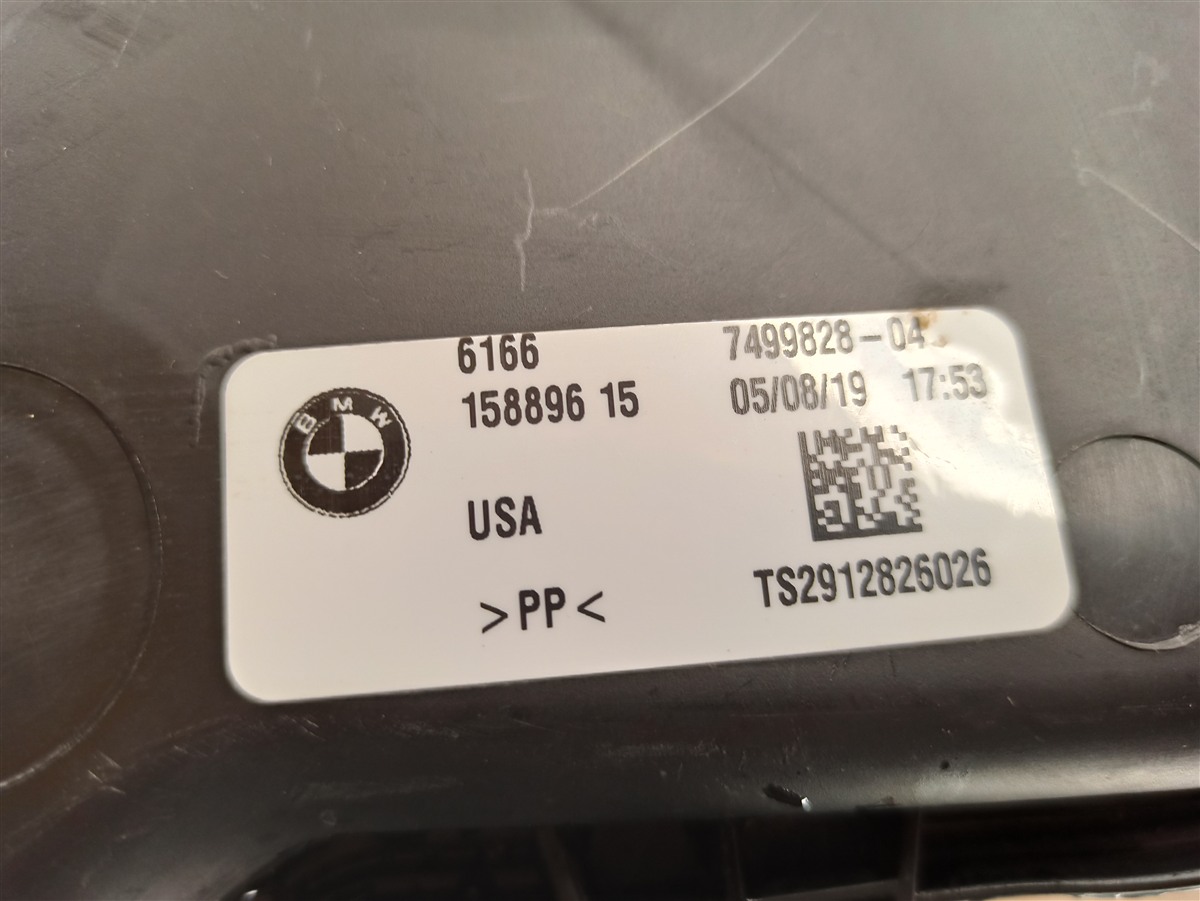 BMW
6166 7499828-04
158896 15 05/08/19 17:53
USA
TS2912826026
>PP<